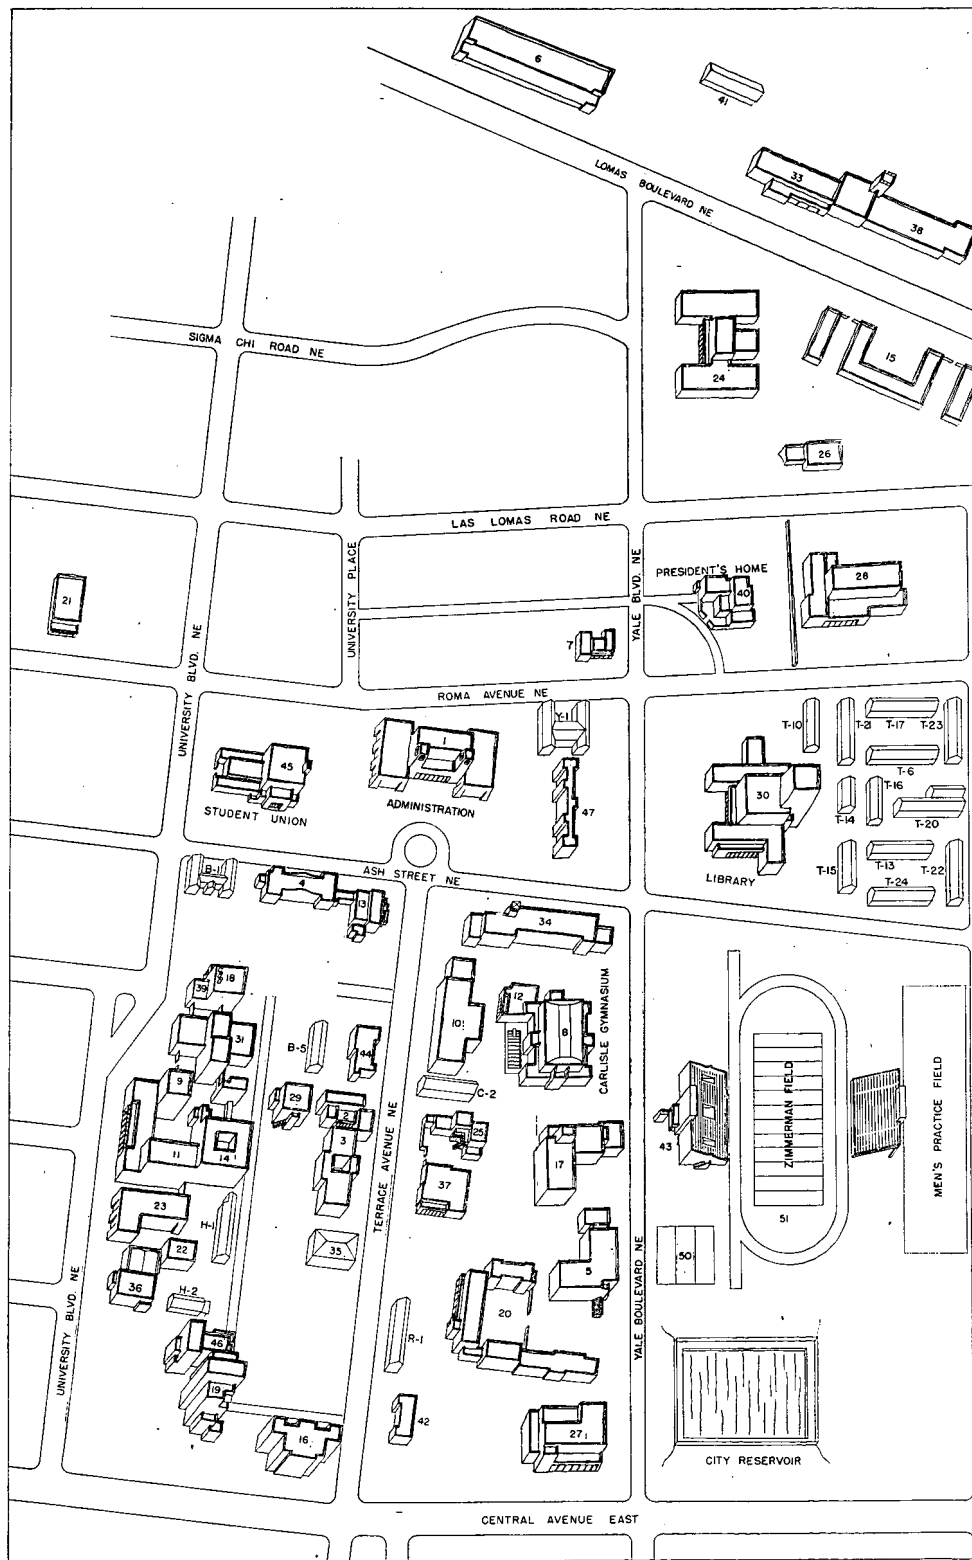 6
41
LOMAS BOULEVARD NE
33
38
SIGMA CHI ROAD NE
15
24
26
LAS LOMAS ROAD NE
UNIVERSITY PLACE
YALE BLVD. NE
PRESIDENT'S HOME
40
28
21
7
UNIVERSITY BLVD. NE
ROMA AVENUE NE
Y-1
T-10
T-21
T-17
T-23
1
45
T-6
T-16
30
STUDENT UNION
ADMINISTRATION
47
T-14
T-20
ASH STREET NE
B-1
4
13
LIBRARY
T-15
T-13
T-22
T-24
34
39
18
12
10
8
CARLISLE GYMNASIUM
31
B-5
44
ZIMMERMAN FIELD
MEN'S PRACTICE FIELD
9
29
2
C-2
TERRACE AVENUE NE
3
25
43
11
14
37
17
23
H-1
51
22
35
5
YALE BOULEVARD NE
50
36
H-2
UNIVERSITY BLVD. NE
20
R-1
46
19
42
16
27
CITY RESERVOIR
CENTRAL AVENUE EAST